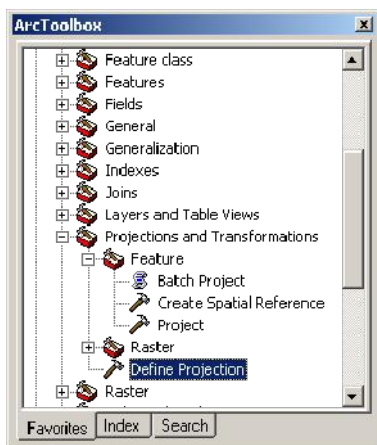 ArcToolbox
Feature class
Features
Fields
General
Generalization
Indexes
Joins
Layers and Table Views
Projections and Transformations
Feature
Batch Project
Create Spatial Reference
Project
Raster
Define Projection
Raster
Favorites Index Search